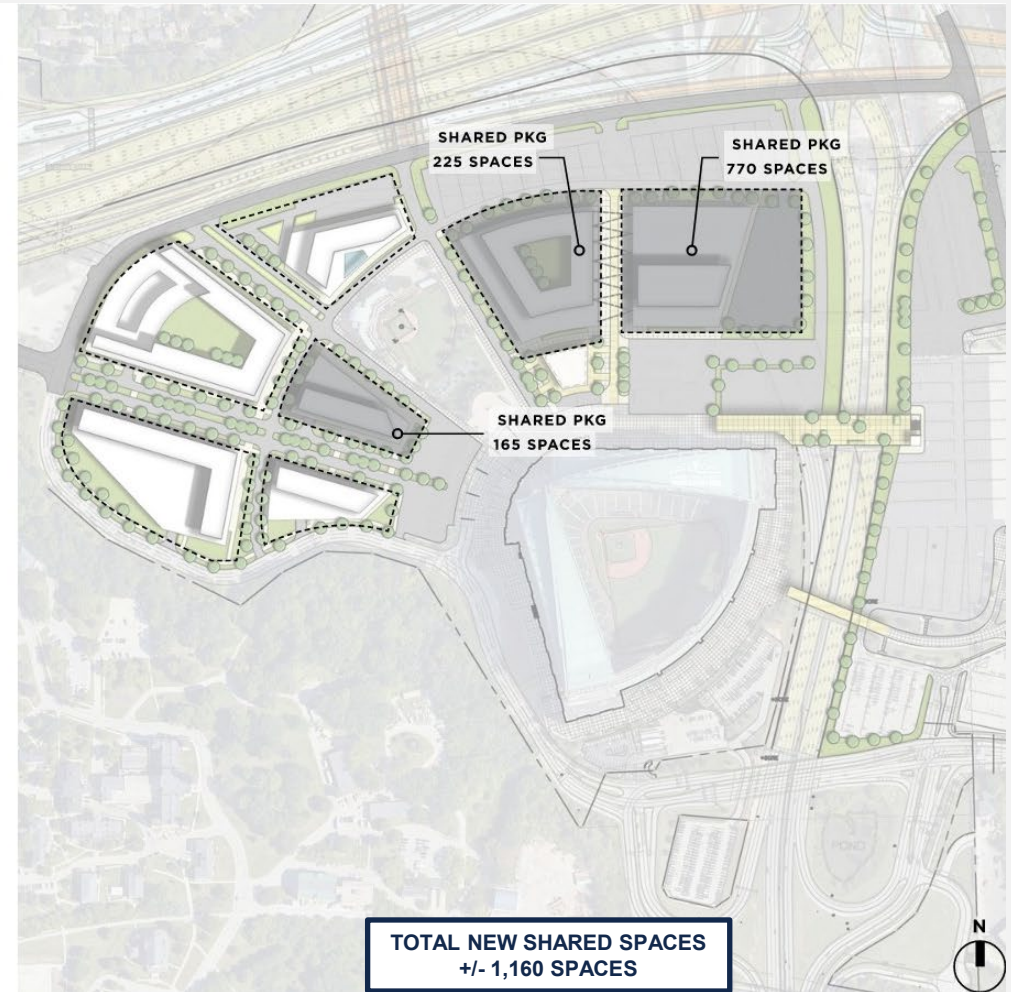 SHARED PKG
225 SPACES
SHARED PKG
770 SPACES
SHARED PKG
165 SPACES
POND
N
TOTAL NEW SHARED SPACES
+/- 1,160 SPACES